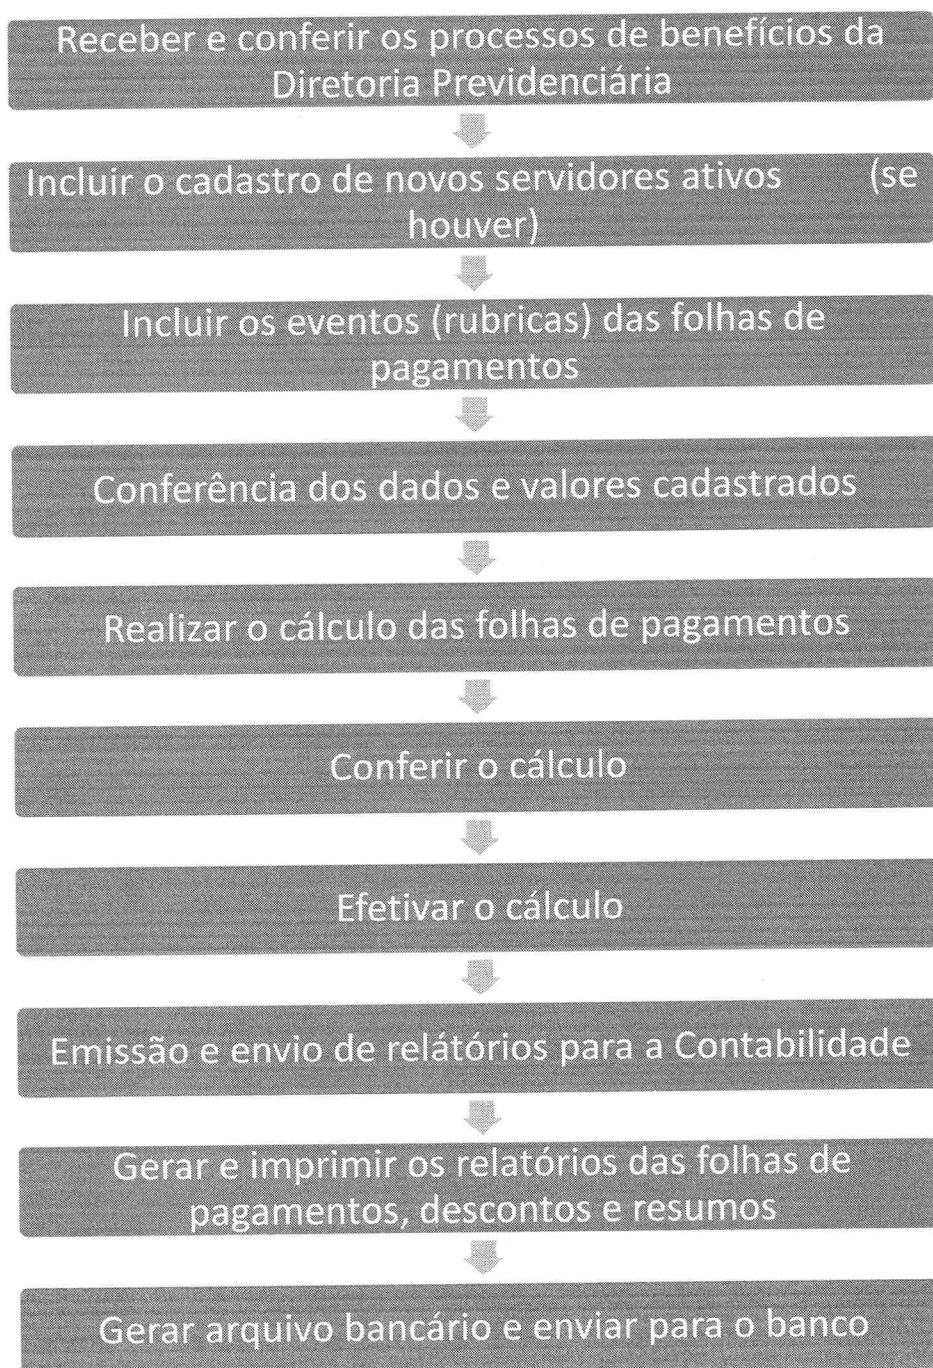 Receber e conferir os processos de benefícios da
Diretoria Previdenciária
Incluir o cadastro de novos servidores ativos (se
houver)
Incluir os eventos (rubricas) das folhas de
pagamentos
Conferência dos dados e valores cadastrados
Realizar o cálculo das folhas de pagamentos
Conferir o cálculo
Efetivar o cálculo
Emissão e envio de relátórios para a Contabilidade
Gerar e imprimir os relatórios das folhas de
pagamentos, descontos e resumos
Gerar arquivo bancário e enviar para o banco